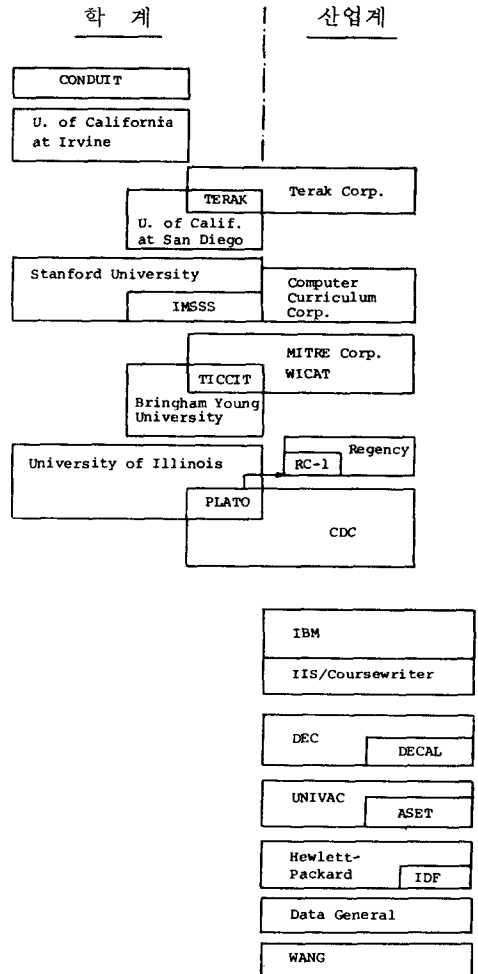 학 계
산업계
CONDUIT
U. of California
at Irvine
TERAK
Terak Corp.
U. of Calif.
at San Diego
Stanford University
IMSSS
Computer
Curriculum
Corp.
MITRE Corp.
WICAT
TICCIT
Bringham Young
University
University of Illinois
Regency
RC-1
PLATO
CDC
IBM
IIS/Coursewriter
DEC
DECAL
UNIVAC
ASET
Hewlett-
Packard
IDF
Data General
WANG